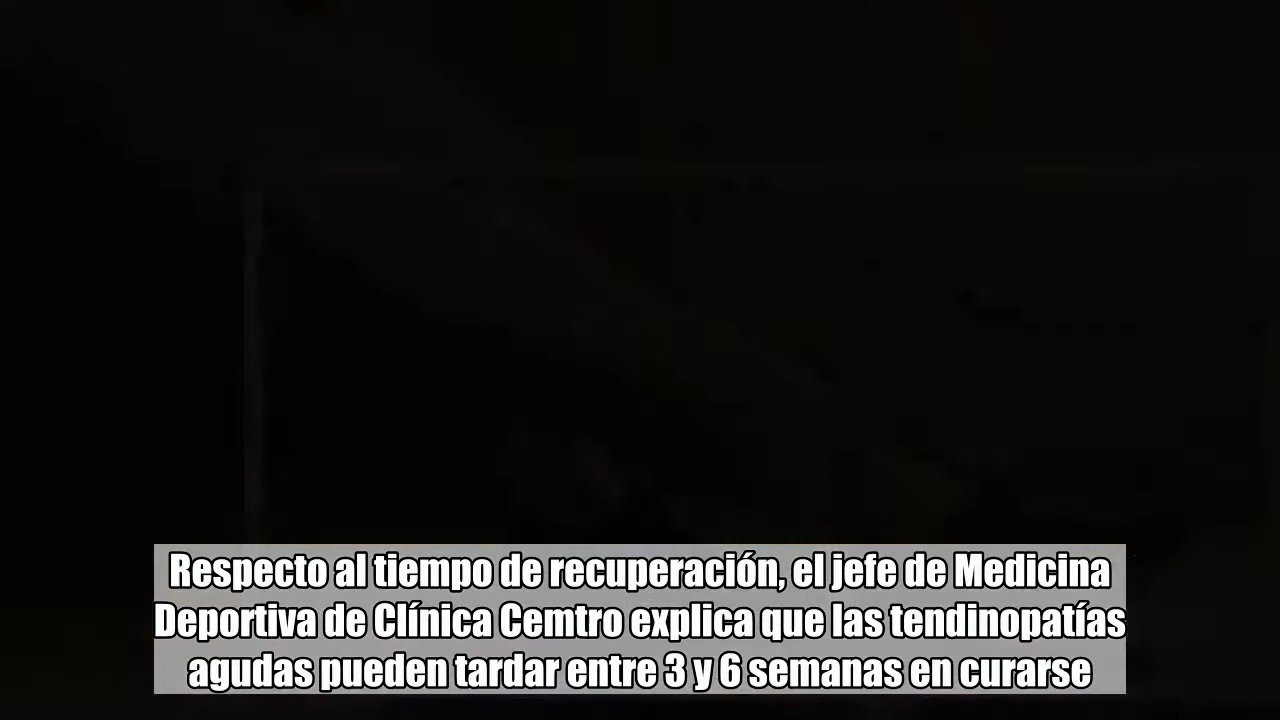 Respecto al tiempo de recuperación, el jefe de Medicina
Deportiva de Clínica Cemtro explica que las tendinopatías
agudas pueden tardar entre 3 y 6 semanas en curarse